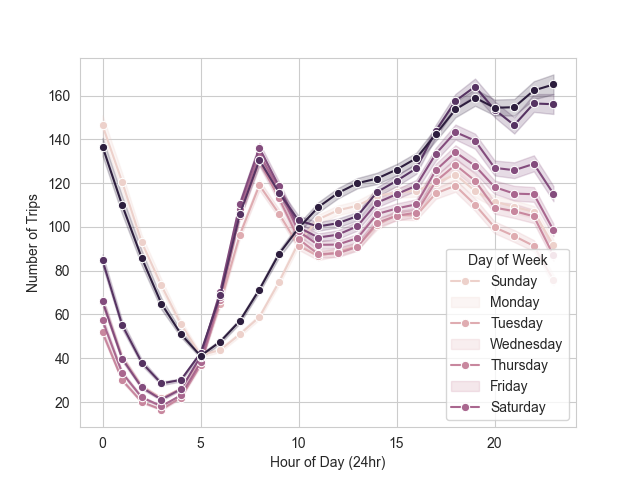 160
140
120
100
80
60
40
20
0
5
10
15
20
Number of Trips
Hour of Day (24hr)
Day of Week
Sunday
Monday
Tuesday
Wednesday
Thursday
Friday
Saturday